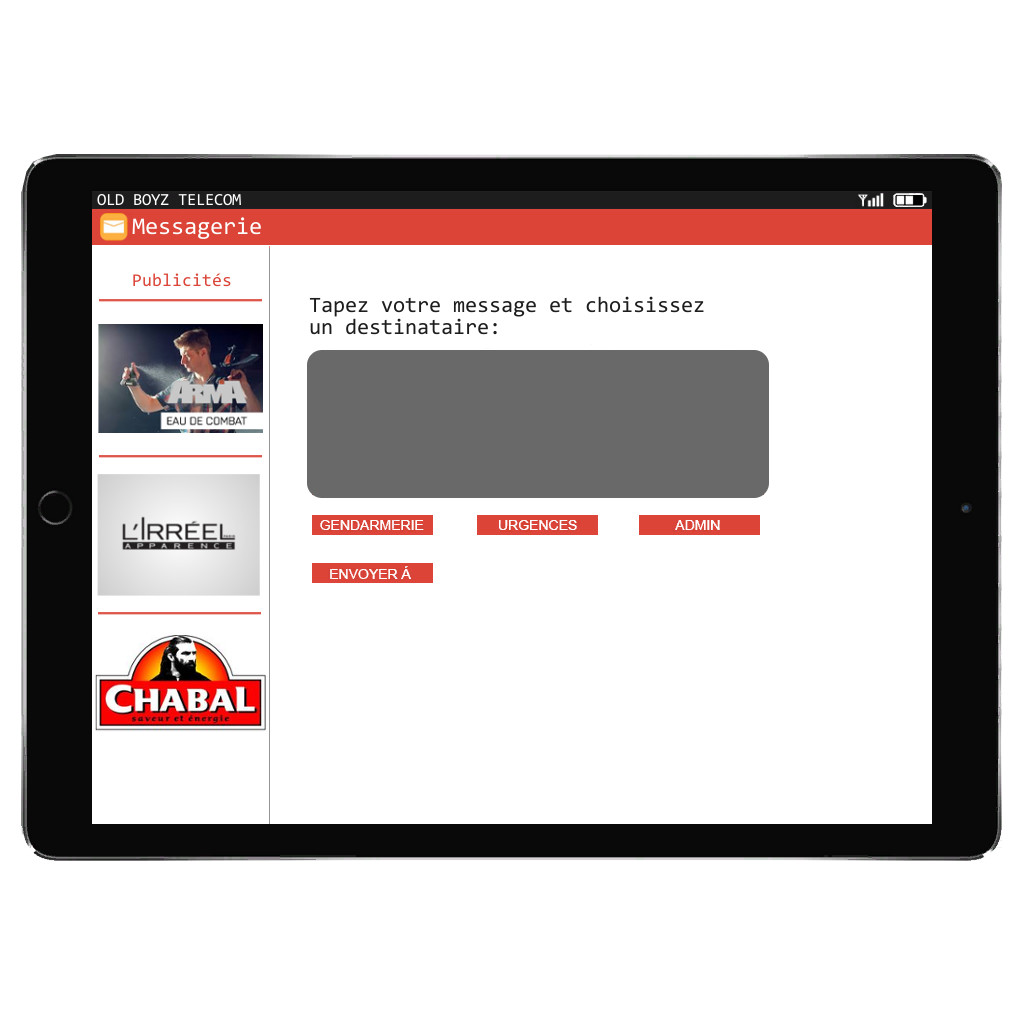 OLD BOYZ TELECOM
Messagerie
Publicités
ARMA
EAU DE COMBAT
L'IRRÉEL
APPARENCE
CHABAL
saveur et énergie
Tapez votre message et choisissez
un destinataire:
GENDARMERIE URGENCES ADMIN
ENVOYER Á